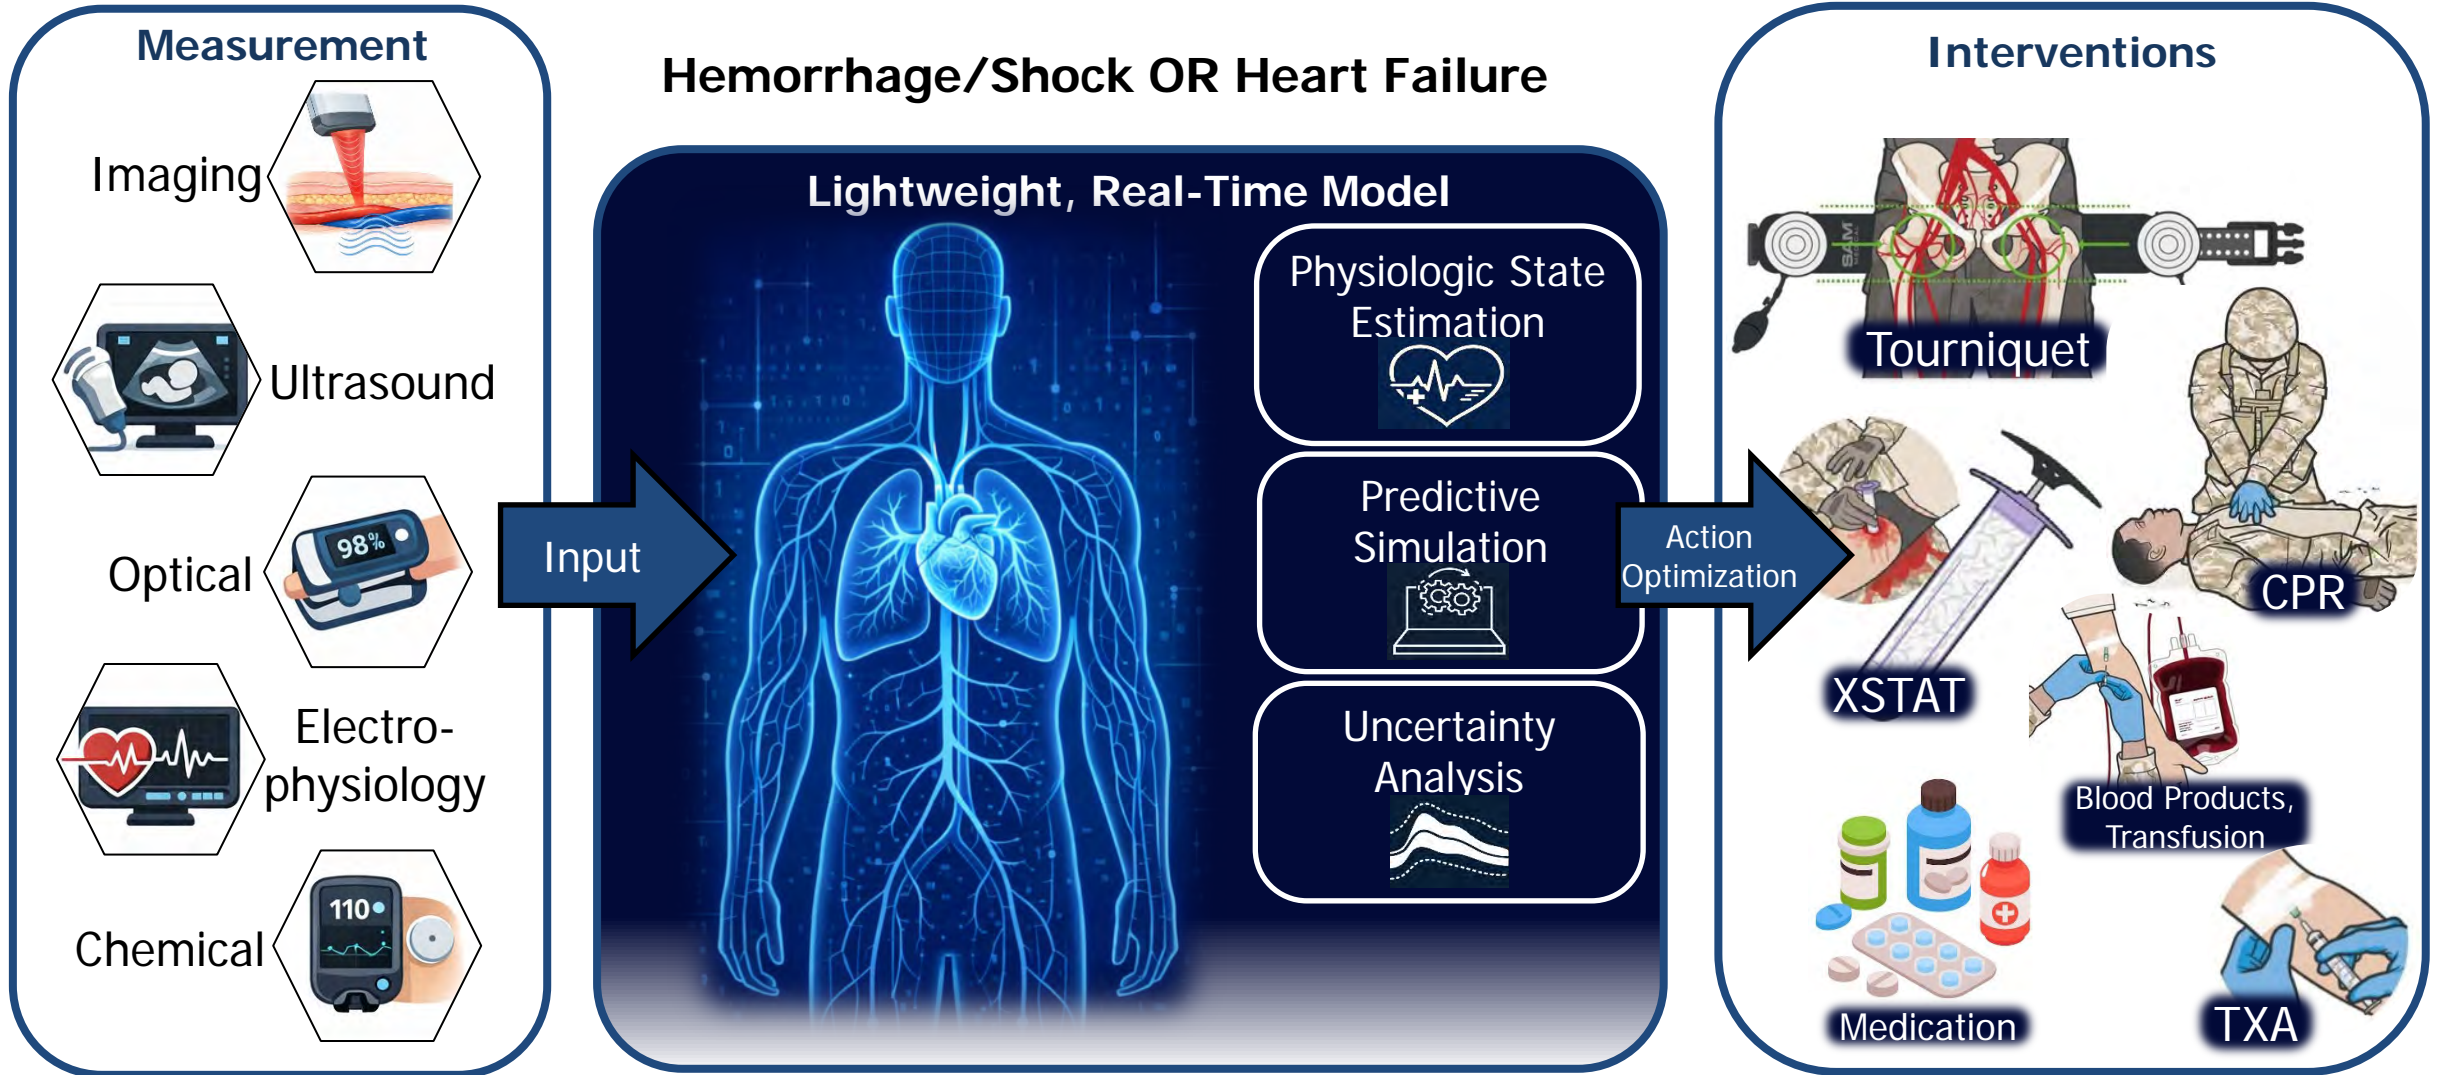 Measurement
Imaging
Ultrasound
98%
Optical
Electro-
physiology
110
Chemical
Input
Hemorrhage/Shock OR Heart Failure
Lightweight, Real-Time Model
Physiologic State
Estimation
Predictive
Simulation
Uncertainty
Analysis
Action
Optimization
Interventions
SAM
Tourniquet
CPR
XSTAT
Blood Products,
Transfusion
Medication
TXA